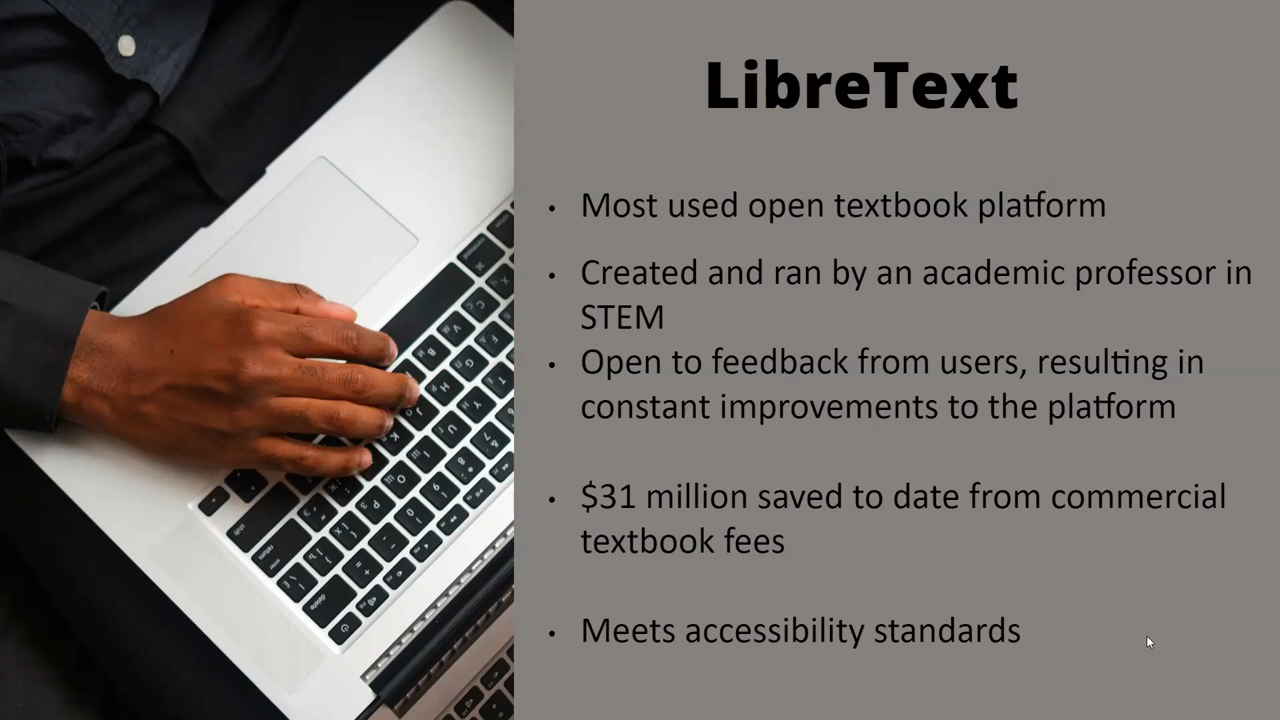 LibreText
• Most used open textbook platform
• Created and ran by an academic professor in
STEM
• Open to feedback from users, resulting in
constant improvements to the platform
• $31 million saved to date from commercial
textbook fees
• Meets accessibility standards